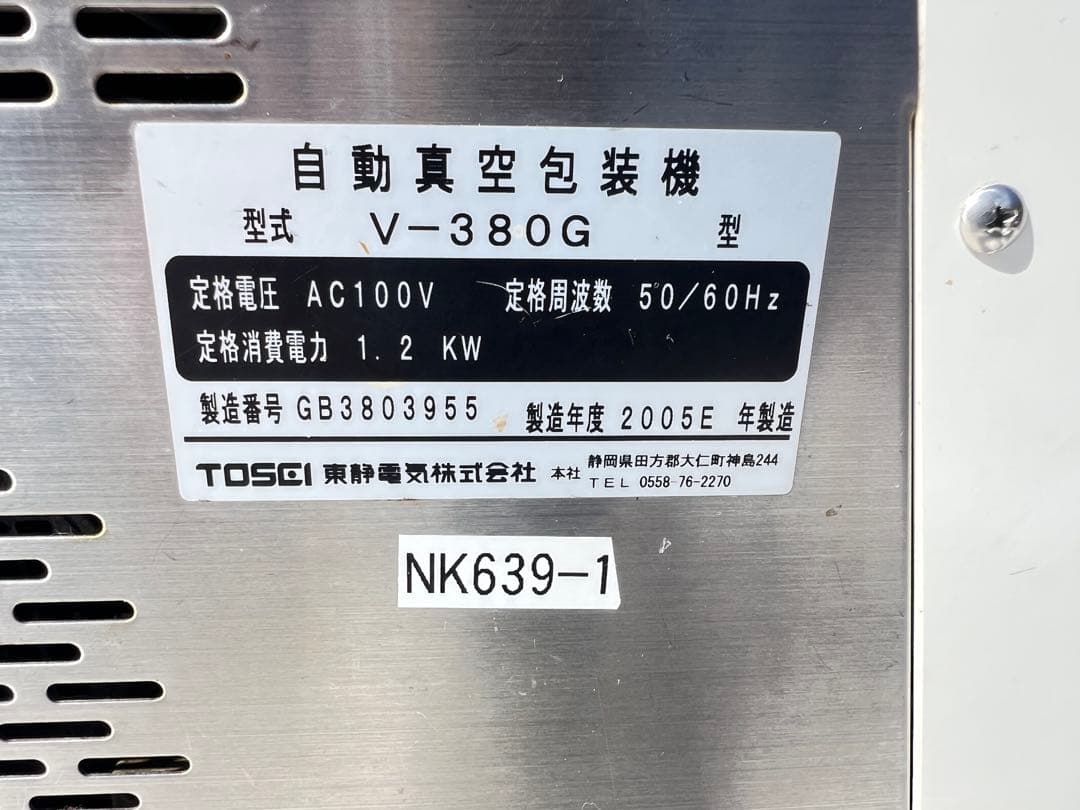 自動真空包装機
型式 V-380G 型
定格電圧 AC100V 定格周波数 50/60Hz
定格消費電力 1.2 KW
製造番号 GB3803955 製造年度 2005E 年製造
TOSEI 東静電気株式会社 本社 静岡県田方郡大仁町神島244
TEL 0558-76-2270
NK639-1